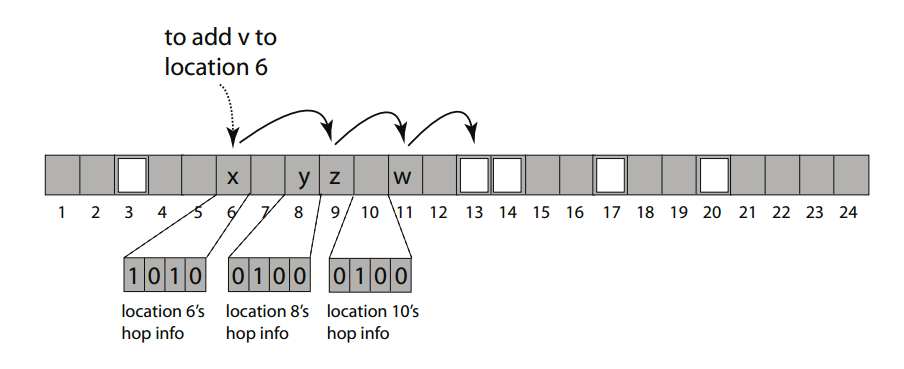 to add v to
location 6
x y z w
1 2 3 4 5 6 7 8 9 10 11 12 13 14 15 16 17 18 19 20 21 22 23 24
1 0 1 0 0 1 0 0 0 1 0 0
location 6's location 8's location 10's
hop info hop info hop info